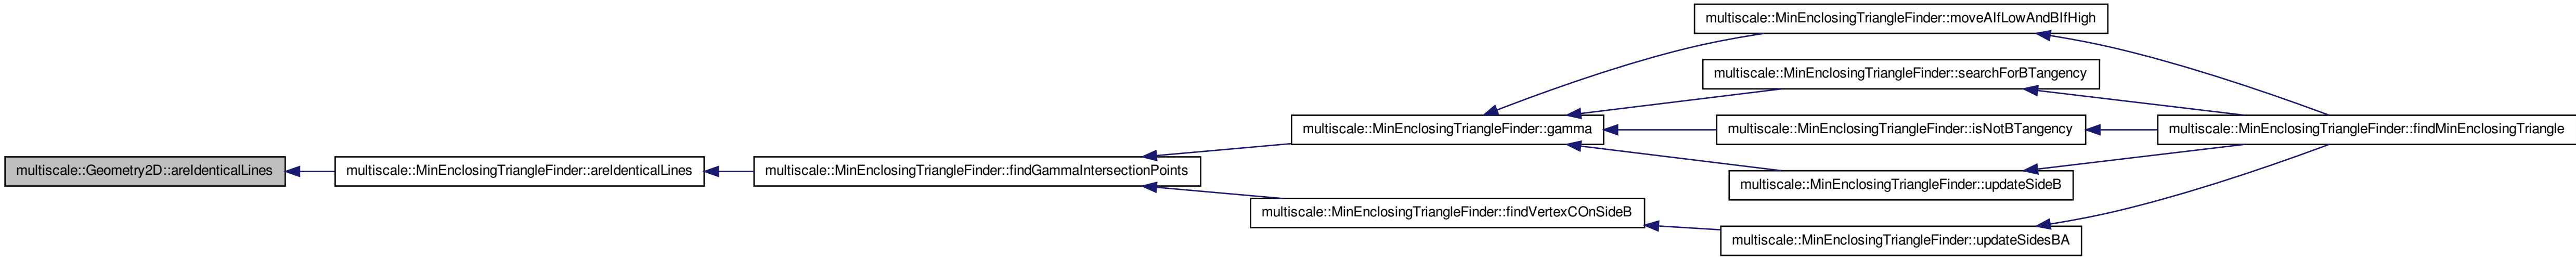 multiscale::Geometry2D::areIdenticalLines
multiscale::MinEnclosingTriangleFinder::areIdenticalLines
multiscale::MinEnclosingTriangleFinder::findGammaIntersectionPoints
multiscale::MinEnclosingTriangleFinder::gamma
multiscale::MinEnclosingTriangleFinder::findVertexCOnSideB
multiscale::MinEnclosingTriangleFinder::moveAIfLowAndBIfHigh
multiscale::MinEnclosingTriangleFinder::searchForBTangency
multiscale::MinEnclosingTriangleFinder::isNotBTangency
multiscale::MinEnclosingTriangleFinder::updateSideB
multiscale::MinEnclosingTriangleFinder::updateSidesBA
multiscale::MinEnclosingTriangleFinder::findMinEnclosingTriangle